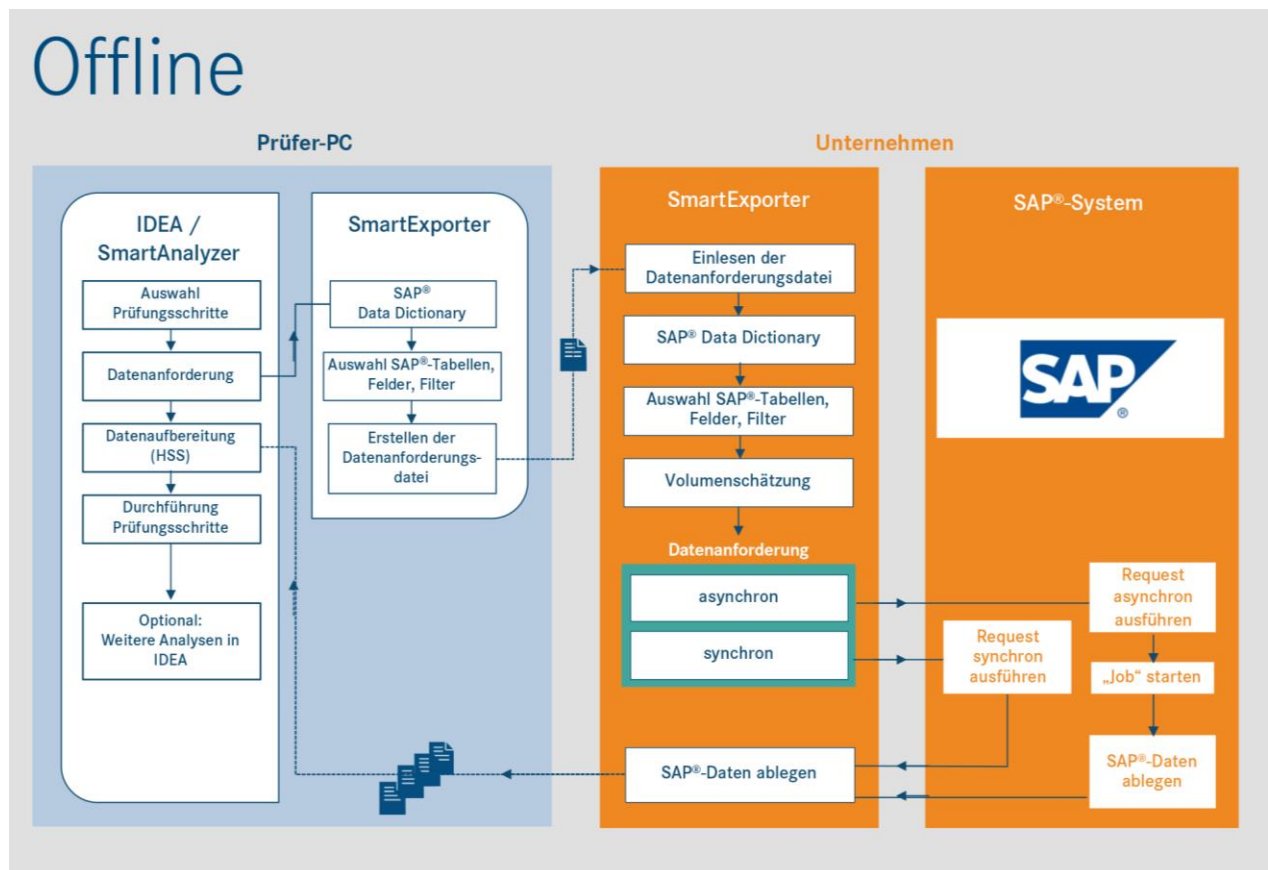 Offline
Prüfer-PC
Unternehmen
IDEA /
SmartAnalyzer
Auswahl
Prüfungsschritte
Datenanforderung
Datenaufbereitung
(HSS)
Durchführung
Prüfungsschritte
Optional:
Weitere Analysen in
IDEA
SmartExporter
SAP®
Data Dictionary
Auswahl SAP®-Tabellen,
Felder, Filter
Erstellen der
Datenanforderungs-
datei
SmartExporter
Einlesen der
Datenanforderungsdatei
SAP® Data Dictionary
Auswahl SAP®-Tabellen,
Felder, Filter
Volumenschätzung
Datenanforderung
asynchron
synchron
SAP®-Daten ablegen
SAP®-System
SAP®
Request
asynchron
ausführen
Request
synchron
ausführen
„Job“ starten
SAP®-Daten
ablegen